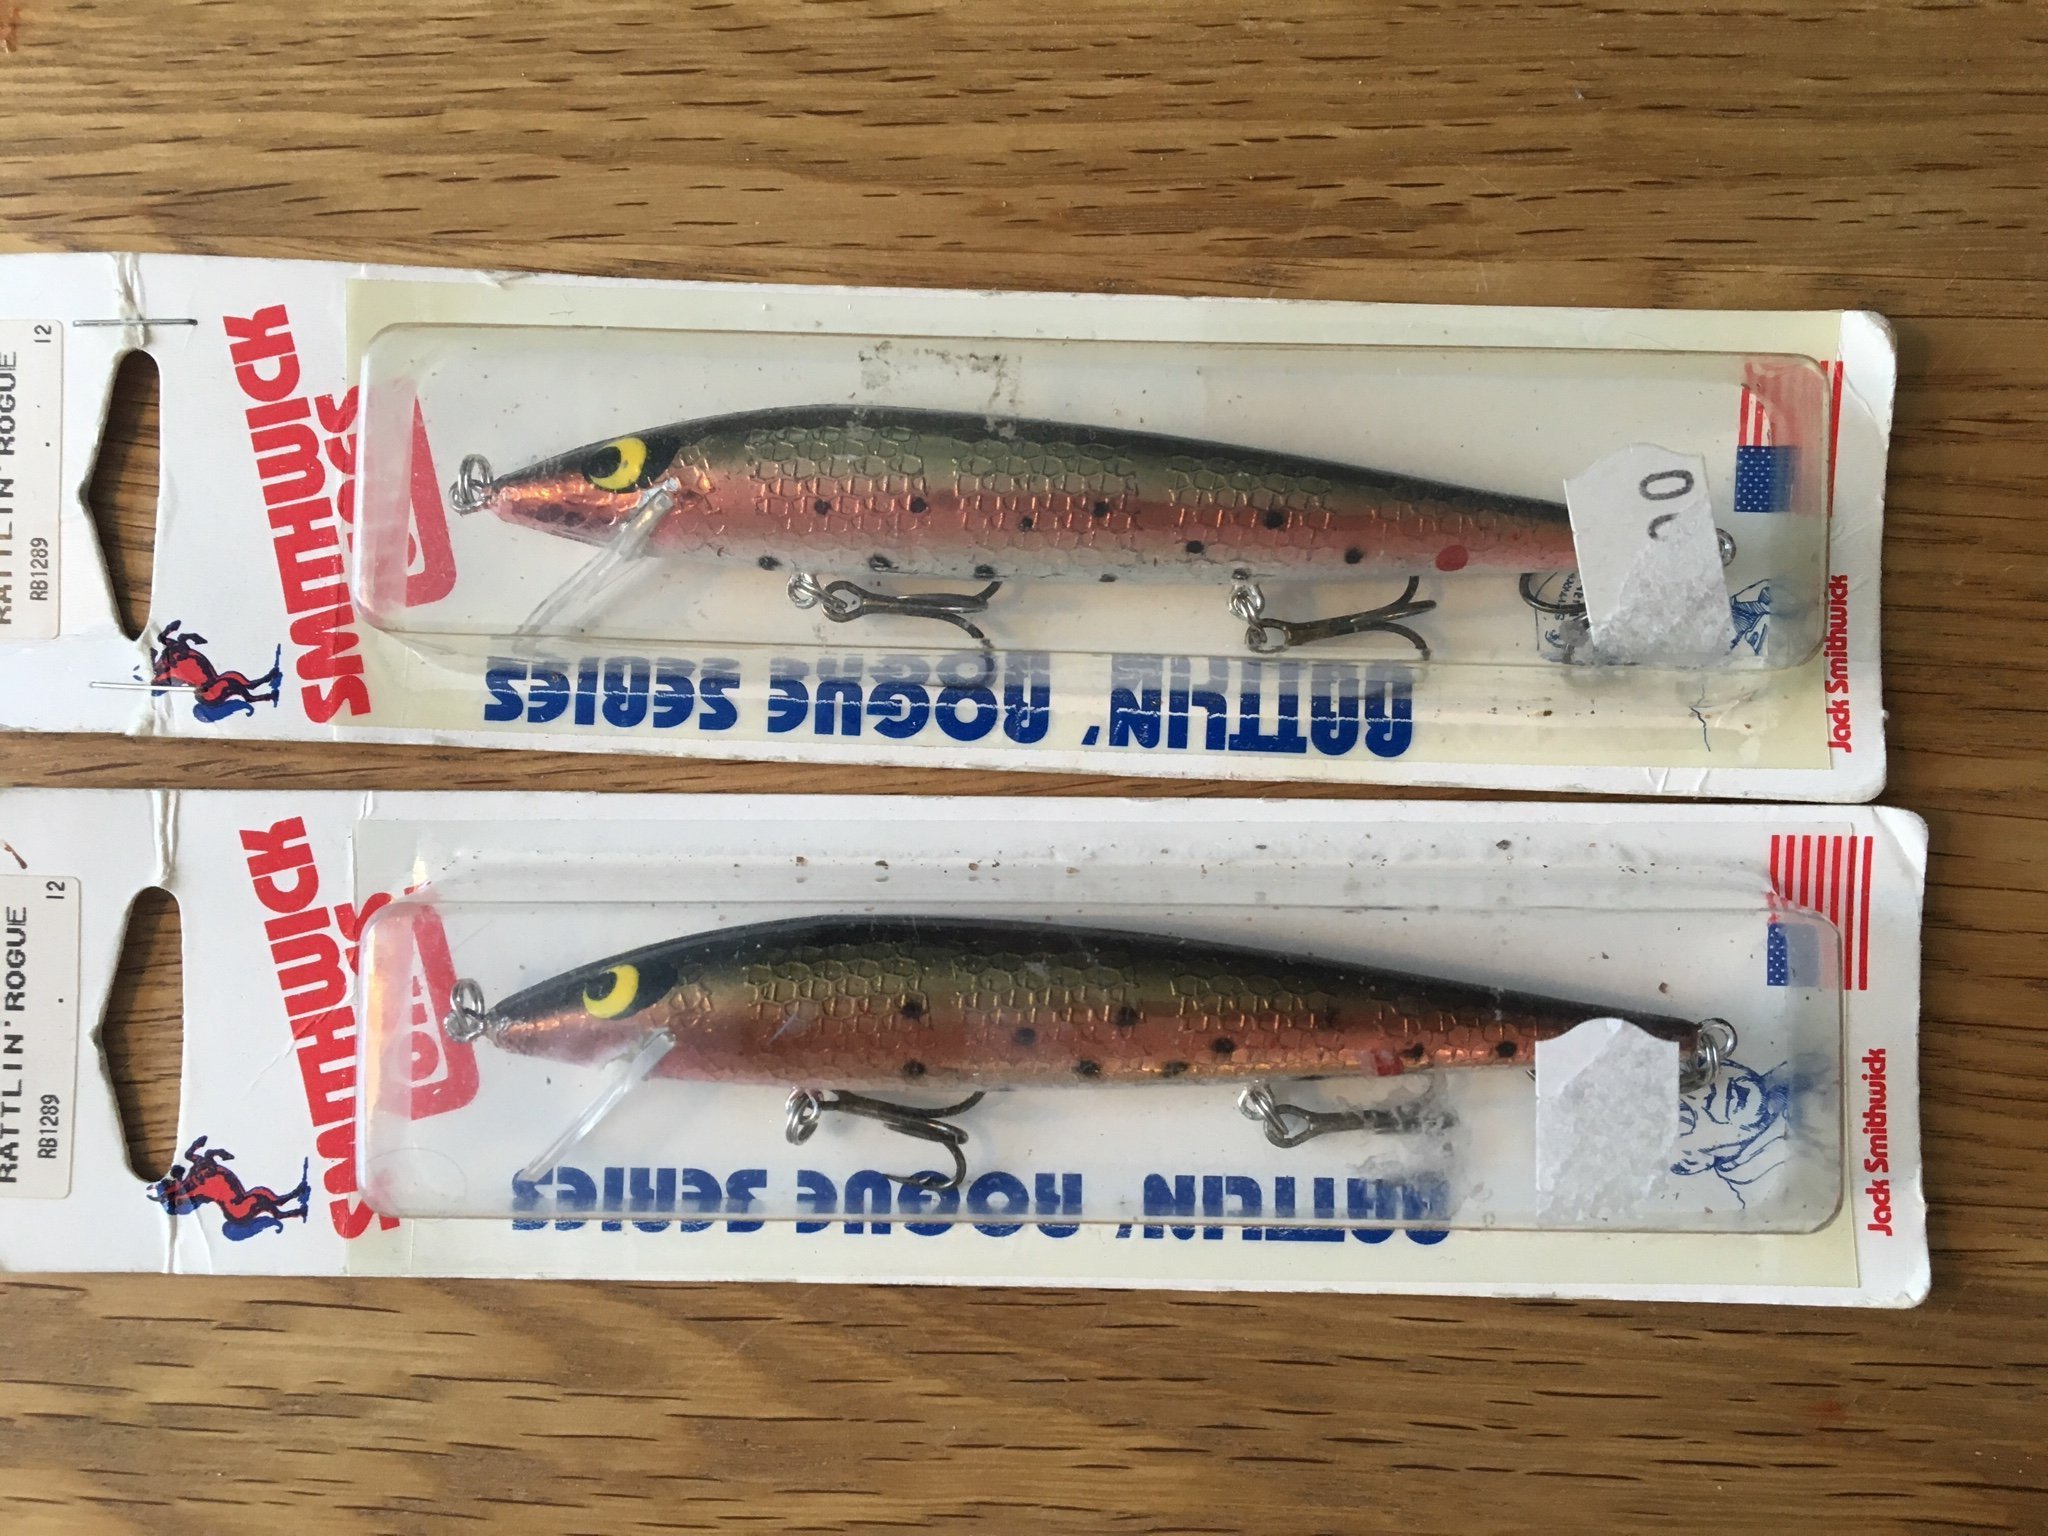 RATTLIN' ROGUE
12
RB1289
SMITHWICK
RATTLIN' ROGUE SERIES
Jack Smithwick
RATTLIN' ROGUE
12
RB1289
SMITHWICK
RATTLIN' ROGUE SERIES
Jack Smithwick